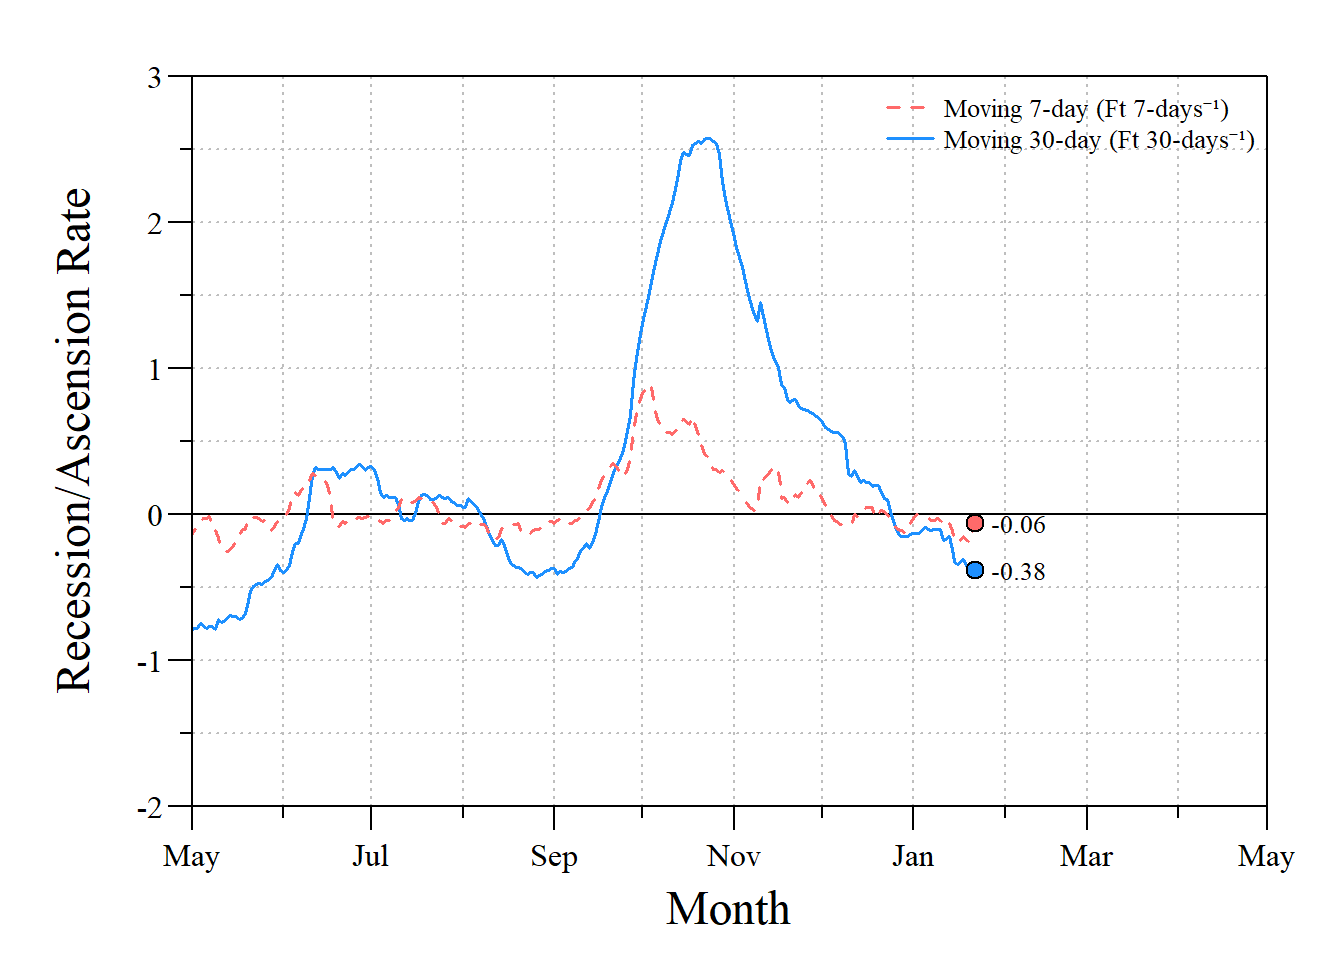 3
Moving 7-day (Ft 7-days⁻¹)
Moving 30-day (Ft 30-days⁻¹)
2
1
0
-1
-2
Recession/Ascension Rate
-0.06
-0.38
May Jul Sep Nov Jan Mar May
Month